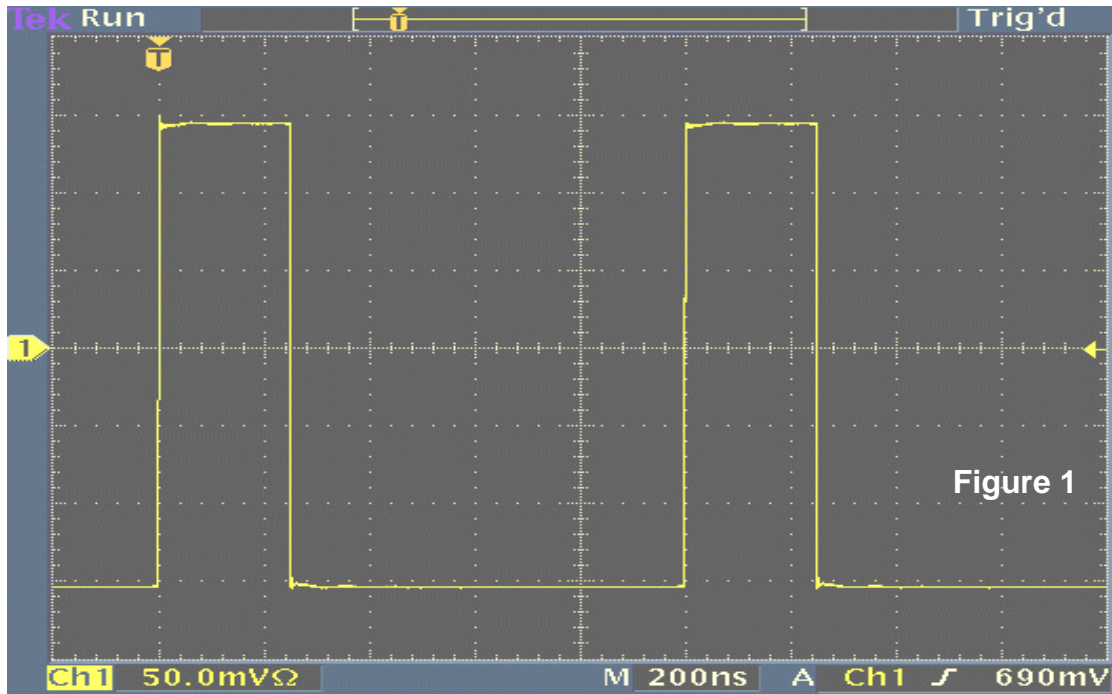 Tek Run Trig'd
T
T
1
Figure 1
Ch1 50.0mVΩ M 200ns A Ch1 690mV